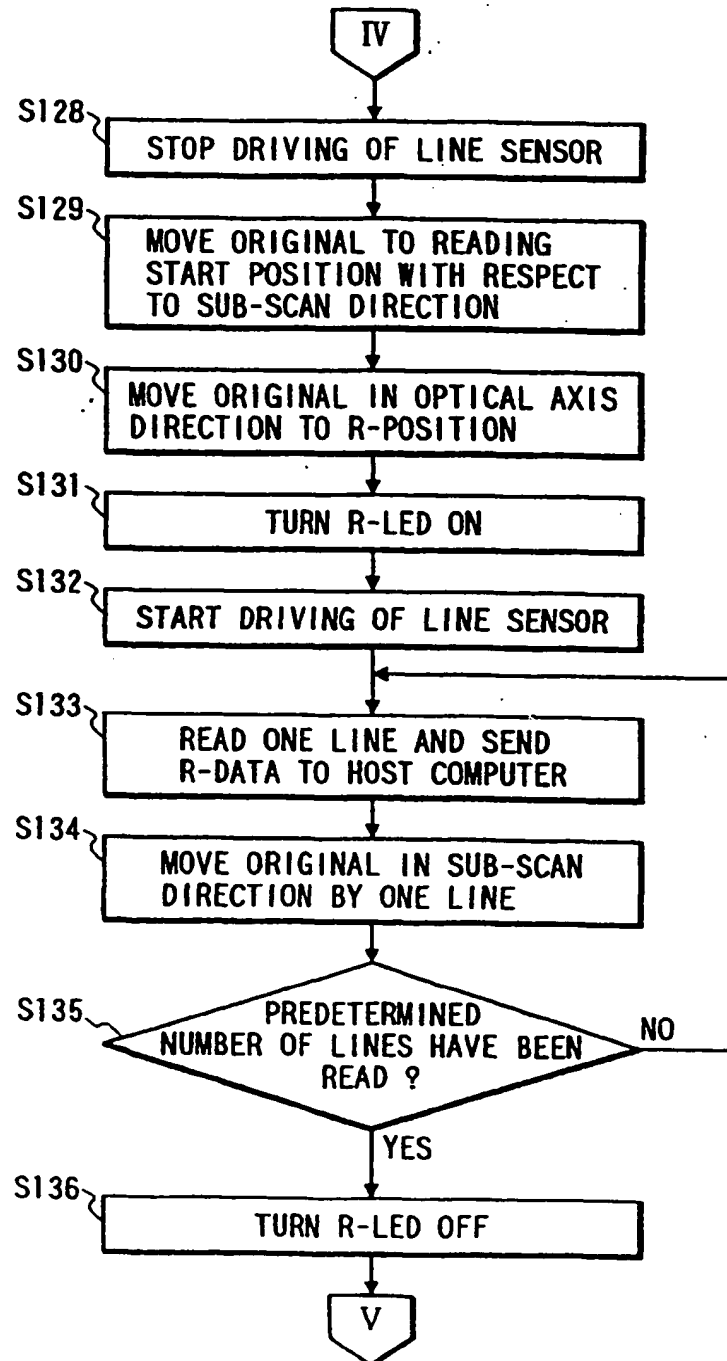 IV
S128
STOP DRIVING OF LINE SENSOR
S129
MOVE ORIGINAL TO READING
START POSITION WITH RESPECT
TO SUB-SCAN DIRECTION
S130
MOVE ORIGINAL IN OPTICAL AXIS
DIRECTION TO R-POSITION
S131
TURN R-LED ON
S132
START DRIVING OF LINE SENSOR
S133
READ ONE LINE AND SEND
R-DATA TO HOST COMPUTER
S134
MOVE ORIGINAL IN SUB-SCAN
DIRECTION BY ONE LINE
S135
PREDETERMINED
NUMBER OF LINES HAVE BEEN
READ ?
NO
YES
S136
TURN R-LED OFF
V